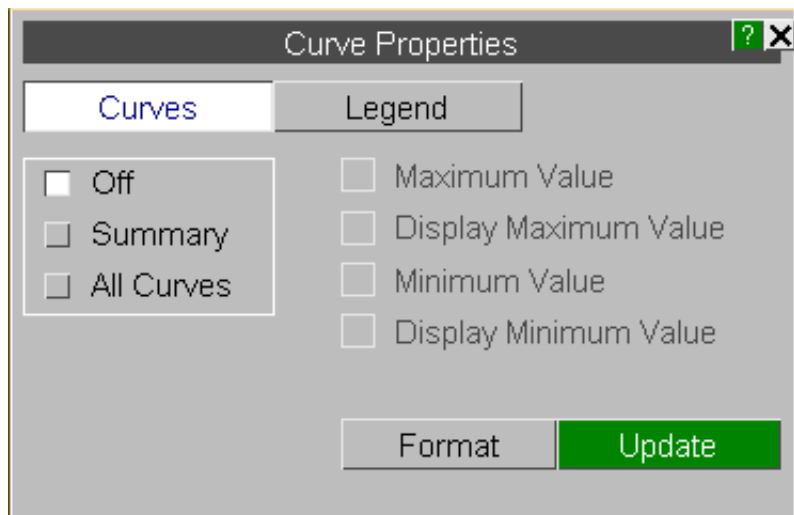 Curve Properties
? X
Curves Legend
Off
Summary
All Curves
Maximum Value
Display Maximum Value
Minimum Value
Display Minimum Value
Format Update